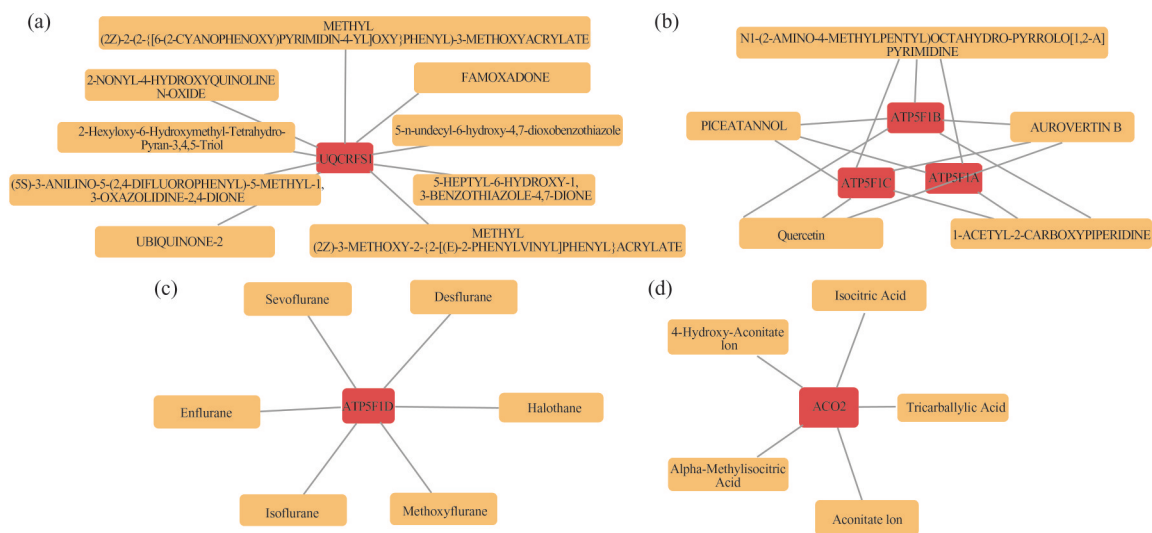 (a)
METHYL
(2Z)-2-(2-{[6-(2-CYANOPHENOXY)PYRIMIDIN-4-YL]OXY}PHENYL)-3-METHOXYACRYLATE
2-NONYL-4-HYDROXYQUINOLINE
N-OXIDE
FAMOXADONE
2-Hexyloxy-6-Hydroxymethyl-Tetrahydro-
Pyran-3,4,5-Triol
5-n-undecyl-6-hydroxy-4,7-dioxobenzothiazole
UQCRFS1
(5S)-3-ANILINO-5-(2,4-DIFLUOROPHENYL)-5-METHYL-1,
3-OXAZOLIDINE-2,4-DIONE
5-HEPTYL-6-HYDROXY-1,
3-BENZOTHIAZOLE-4,7-DIONE
UBIQUINONE-2
METHYL
(2Z)-3-METHOXY-2-{2-[(E)-2-PHENYLVINYL]PHENYL}ACRYLATE
(b)
N1-(2-AMINO-4-METHYLPENTYL)OCTAHYDRO-PYRROLO[1,2-A]
PYRIMIDINE
ATP5F1B
PICEATANNOL
AUROVERTIN B
ATP5F1C
ATP5F1A
Quercetin
1-ACETYL-2-CARBOXYPIPERIDINE
(c)
Sevoflurane
Desflurane
ATP5F1D
Enflurane
Halothane
Isoflurane
Methoxyflurane
(d)
Isocitric Acid
4-Hydroxy-Aconitate
Ion
ACO2
Tricarballylic Acid
Alpha-Methylisocitric
Acid
Aconitate Ion